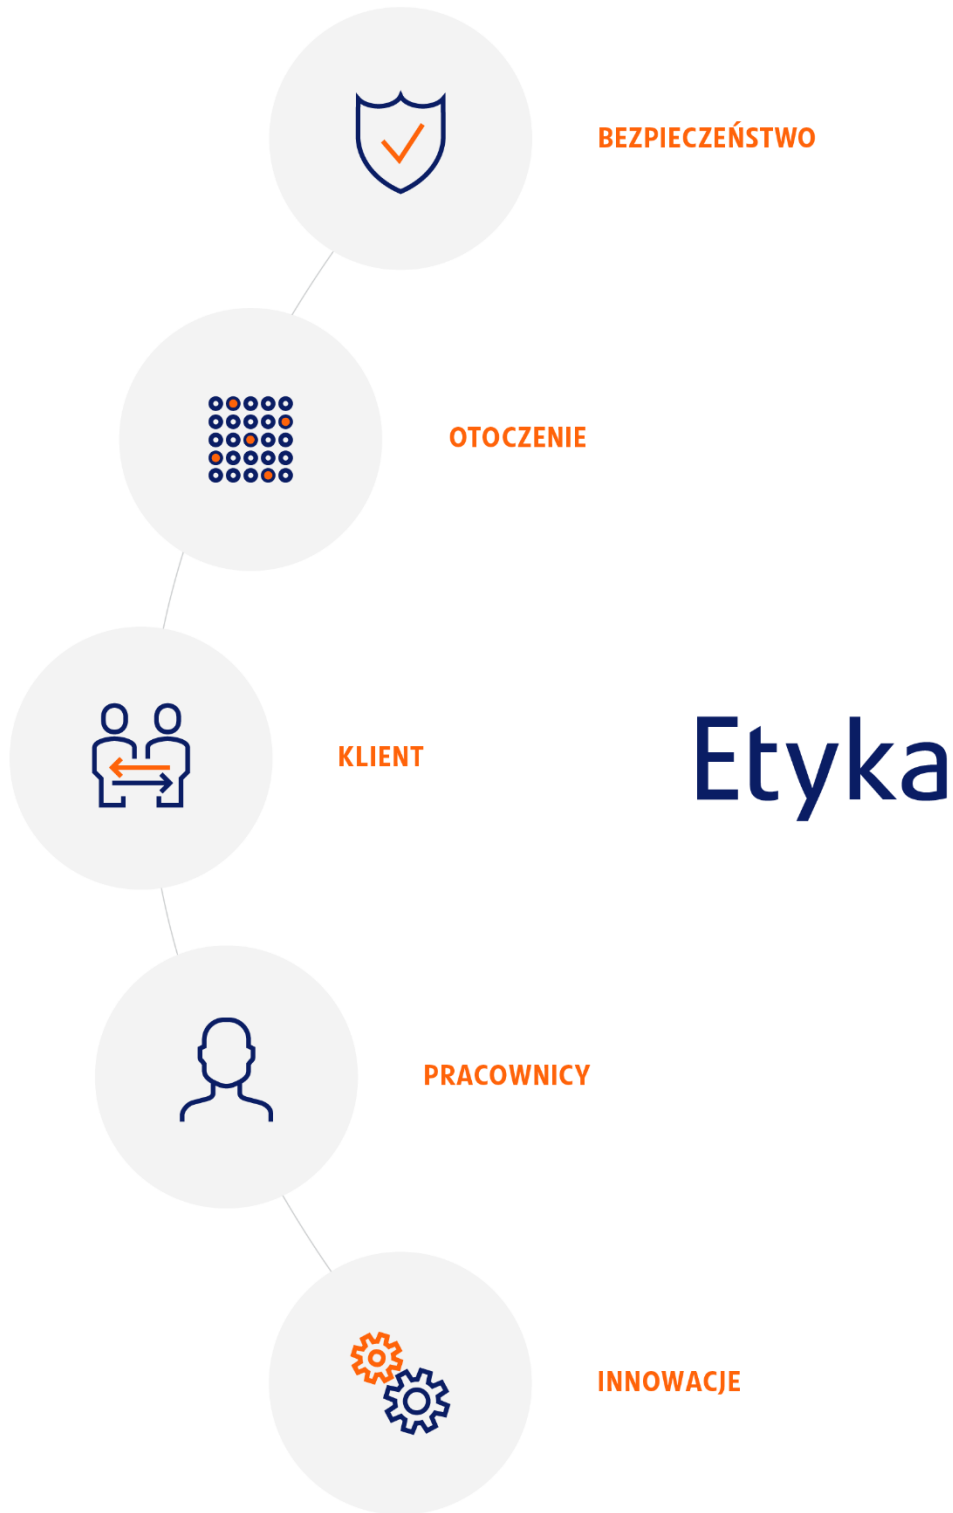 BEZPIECZEŃSTWO
OTOCZENIE
KLIENT
Etyka
PRACOWNICY
INNOWACJE